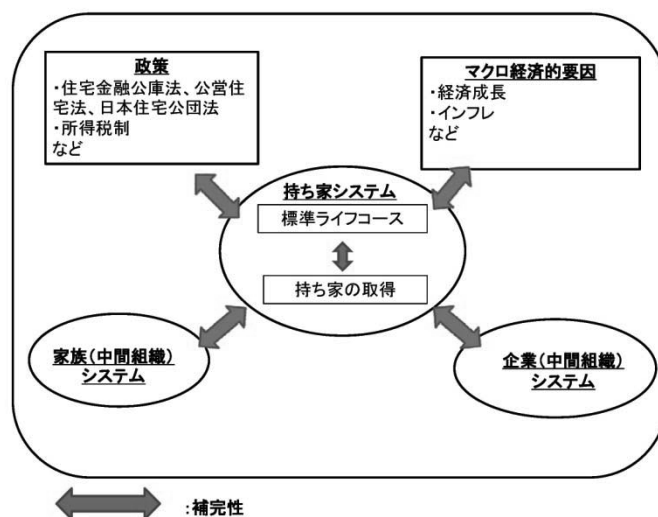 政策
・住宅金融公庫法、公営住
宅法、日本住宅公団法
・所得税制
など
マクロ経済的要因
・経済成長
・インフレ
など
持ち家システム
標準ライフコース
持ち家の取得
家族(中間組織)
システム
企業(中間組織)
システム
:補完性